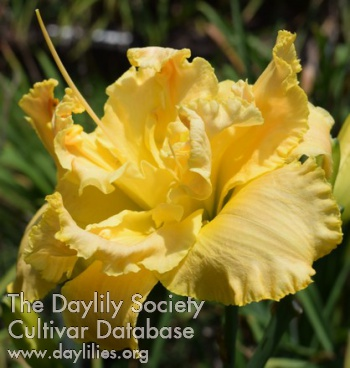 The Daylily Society
Cultivar Database
www.daylilies.org